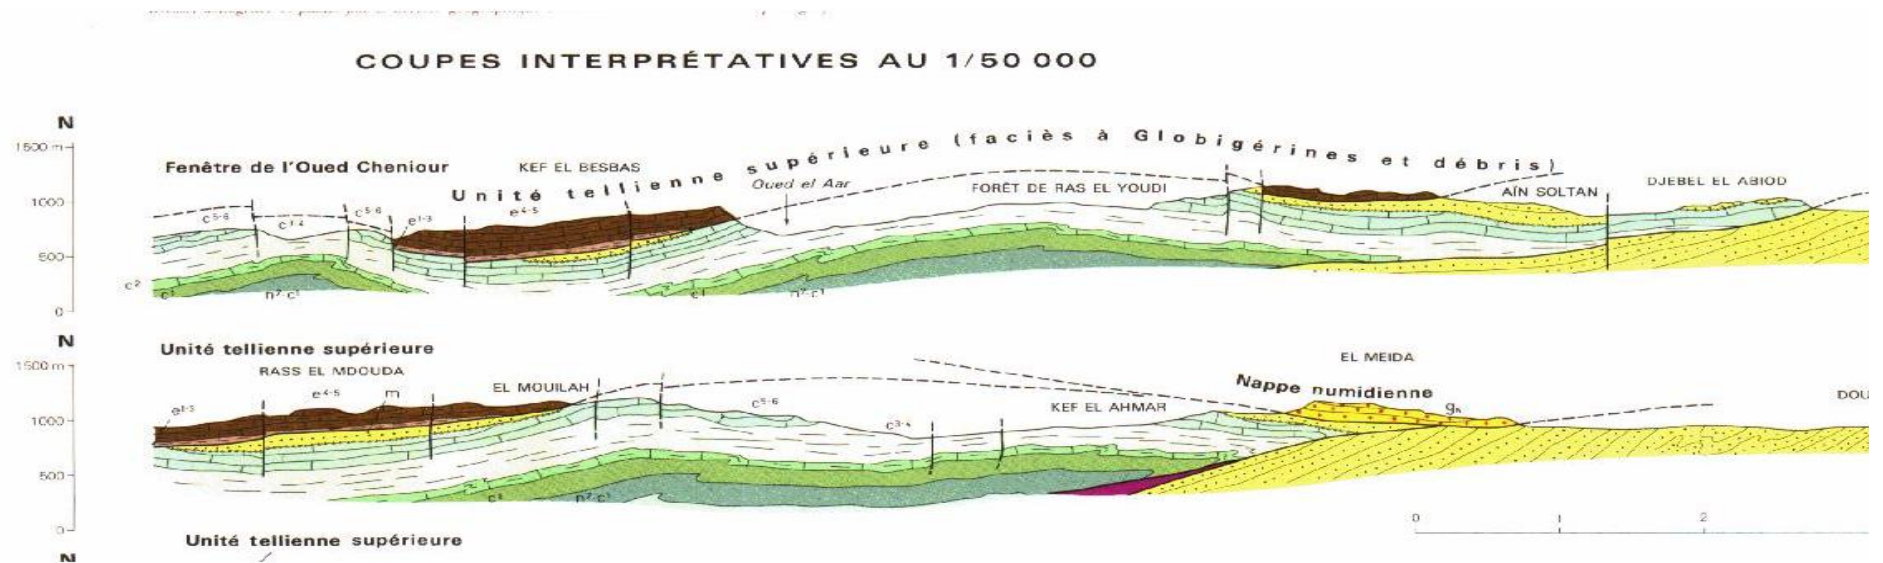 COUPES INTERPRÉTATIVES AU 1/50 000
N
1500 m
1000
500
0
Fenêtre de l'Oued Cheniour
KEF EL BESBAS
Unité tellienne supérieure (faciès à Globigérines et débris)
Oued el Aar
FORÊT DE RAS EL YOUDI
AÏN SOLTAN
DJEBEL EL ABIOD
c5-6
c3-4
c5-6
e1-3
e4-5
c2
c1
n7-c1
c1
n7-c1
N
1500 m
1000
500
0
Unité tellienne supérieure
RASS EL MDOUDA
EL MOUILAH
EL MEIDA
Nappe numidienne
KEF EL AHMAR
DOU
e1-3
e4-5
m
c5-6
c3-4
gN
c2
n7-c1
0 1 2
Unité tellienne supérieure
N